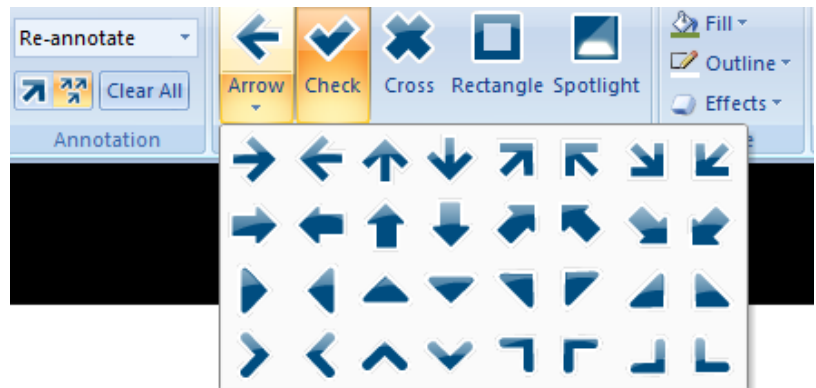 Re-annotate
Clear All
Annotation
Arrow Check Cross Rectangle Spotlight
Fill
Outline
Effects